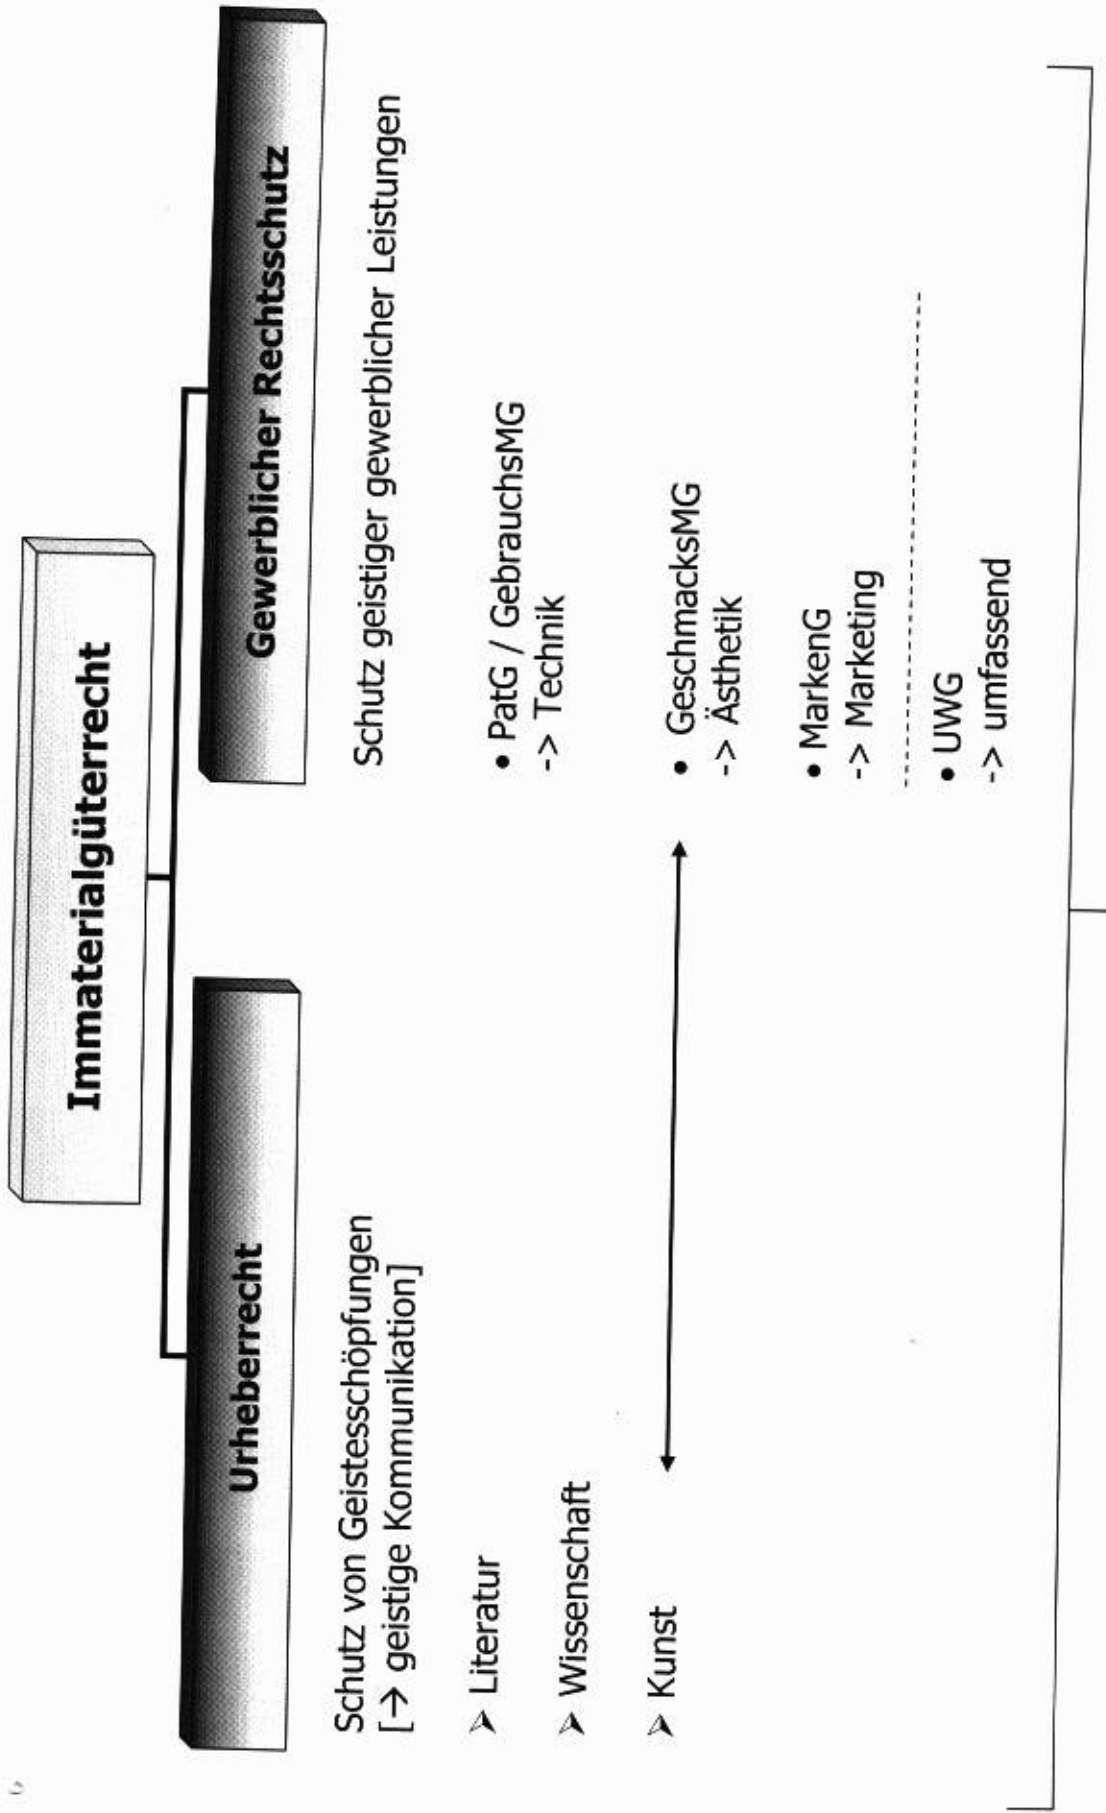 Immaterialgüterrecht
Urheberrecht
Schutz von Geistesschöpfungen
[→ geistige Kommunikation]
➢ Literatur
➢ Wissenschaft
➢ Kunst
Gewerblicher Rechtsschutz
Schutz geistiger gewerblicher Leistungen
• PatG / GebrauchsMG
-> Technik
• GeschmacksMG
-> Ästhetik
• MarkenG
-> Marketing
• UWG
-> umfassend